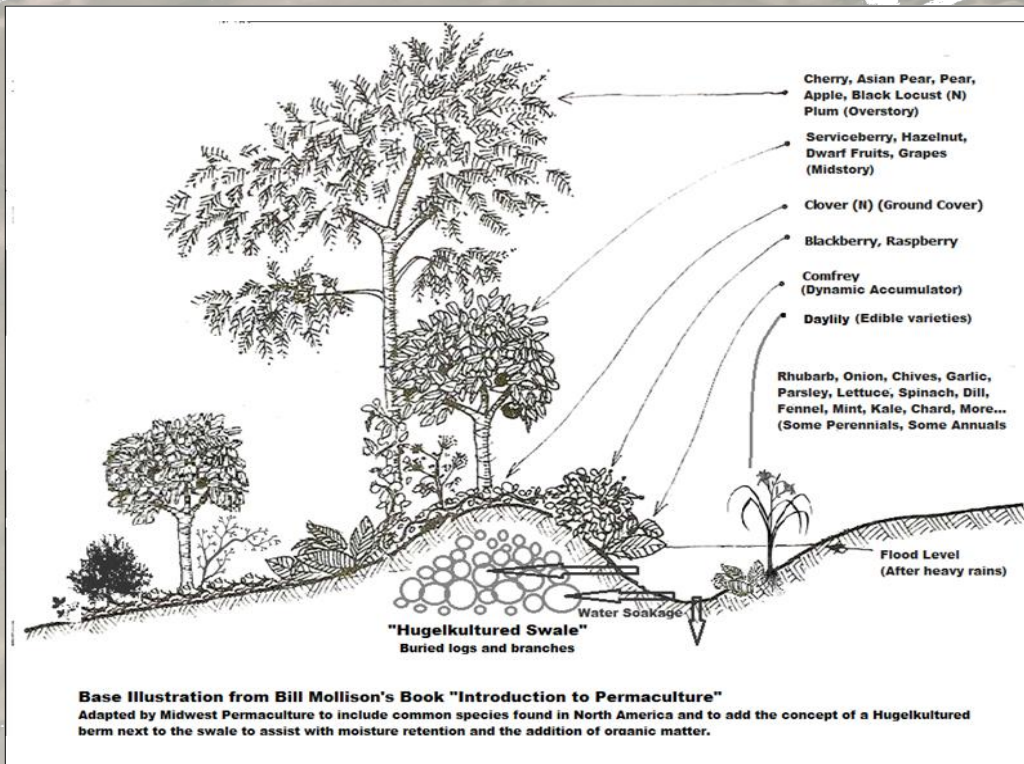 Cherry, Asian Pear, Pear,
Apple, Black Locust (N)
Plum (Overstory)
Serviceberry, Hazelnut,
Dwarf Fruits, Grapes
(Midstory)
Clover (N) (Ground Cover)
Blackberry, Raspberry
Comfrey
(Dynamic Accumulator)
Daylily (Edible varieties)
Rhubarb, Onion, Chives, Garlic,
Parsley, Lettuce, Spinach, Dill,
Fennel, Mint, Kale, Chard, More...
(Some Perennials, Some Annuals
Flood Level
(After heavy rains)
Water Soakage
"Hugelkultured Swale"
Buried logs and branches
Base Illustration from Bill Mollison's Book "Introduction to Permaculture"
Adapted by Midwest Permaculture to include common species found in North America and to add the concept of a Hugelkultured
berm next to the swale to assist with moisture retention and the addition of organic matter.